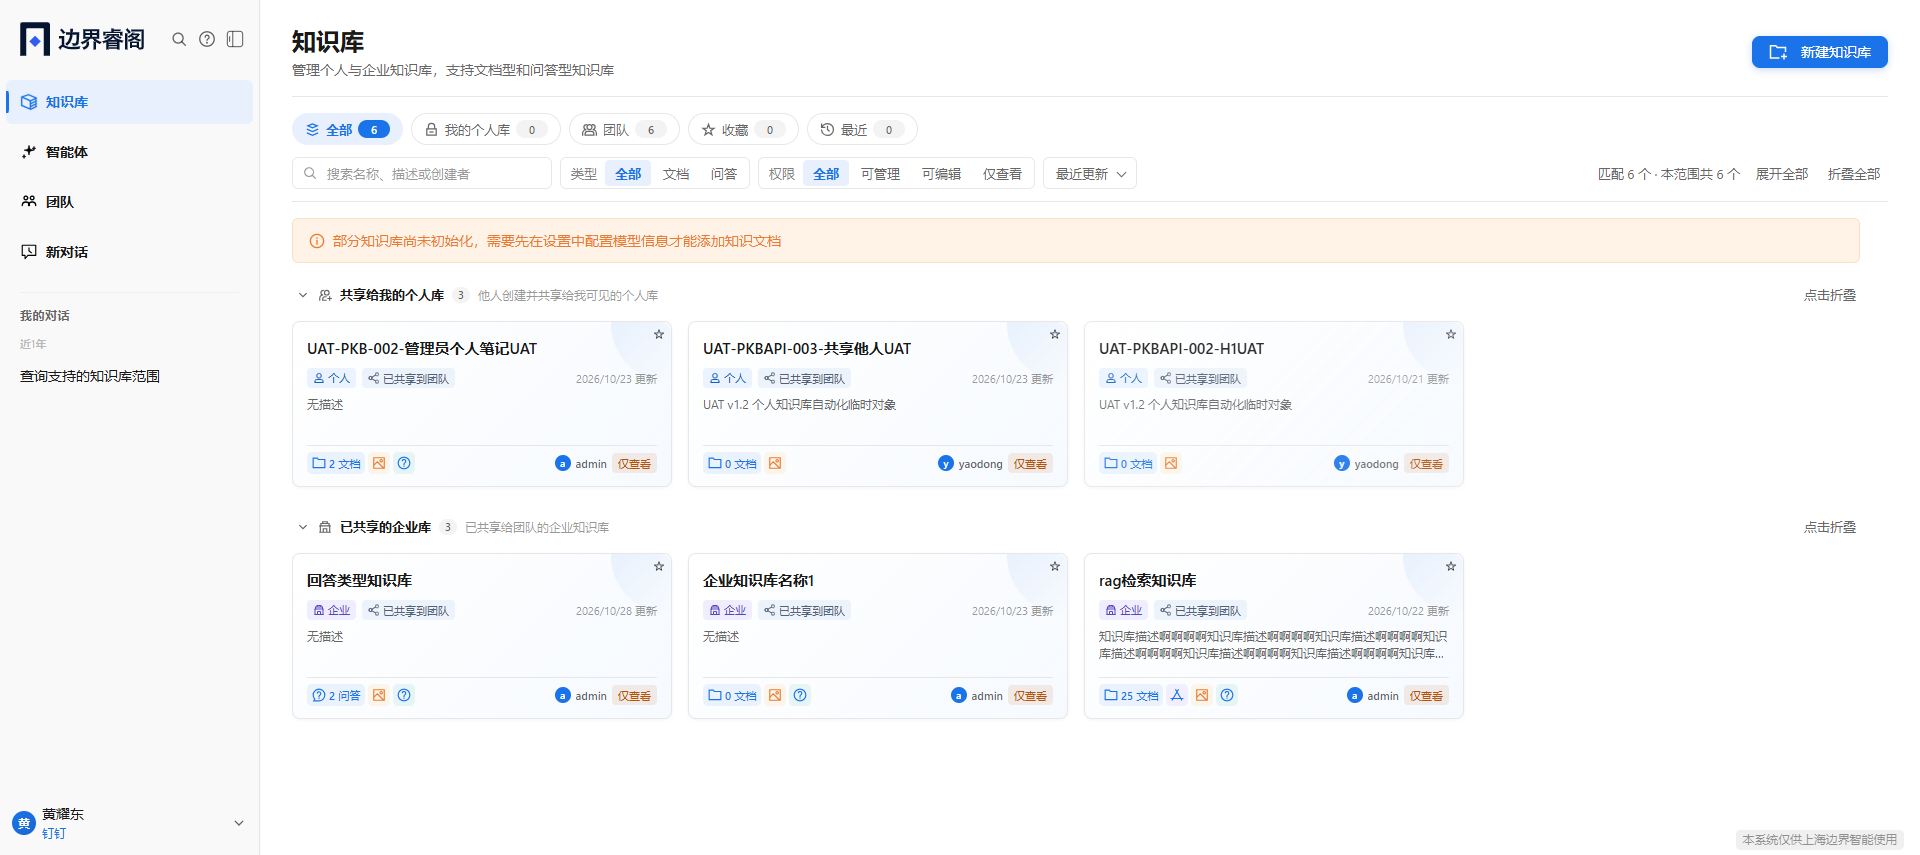 边界睿阁
知识库
智能体
团队
新对话
我的对话
近1年
查询支持的知识库范围
黄 黄耀东
钉钉
知识库
管理个人与企业知识库，支持文档型和问答型知识库
新建知识库
全部 6 我的个人库 0 团队 6 收藏 0 最近 0
搜索名称、描述或创建者 类型 全部 文档 问答 权限 全部 可管理 可编辑 仅查看 最近更新 匹配 6 个 · 本范围共 6 个 展开全部 折叠全部
部分知识库尚未初始化，需要先在设置中配置模型信息才能添加知识文档
共享给我的个人库 3 他人创建并共享给我可见的个人库 点击折叠
UAT-PKB-002-管理员个人笔记UAT
个人 已共享到团队 2026/10/23 更新
无描述
2 文档 a admin 仅查看
UAT-PKBAPI-003-共享他人UAT
个人 已共享到团队 2026/10/23 更新
UAT v1.2 个人知识库自动化临时对象
0 文档 y yaodong 仅查看
UAT-PKBAPI-002-H1UAT
个人 已共享到团队 2026/10/21 更新
UAT v1.2 个人知识库自动化临时对象
0 文档 y yaodong 仅查看
已共享的企业库 3 已共享给团队的企业知识库 点击折叠
回答类型知识库
企业 已共享到团队 2026/10/28 更新
无描述
2 问答 a admin 仅查看
企业知识库名称1
企业 已共享到团队 2026/10/23 更新
无描述
0 文档 a admin 仅查看
rag检索知识库
企业 已共享到团队 2026/10/22 更新
知识库描述啊啊啊啊知识库描述啊啊啊啊知识库描述啊啊啊啊知识
库描述啊啊啊啊知识库描述啊啊啊啊知识库描述啊啊啊啊知识库...
25 文档 a admin 仅查看
本系统仅供上海边界智能使用